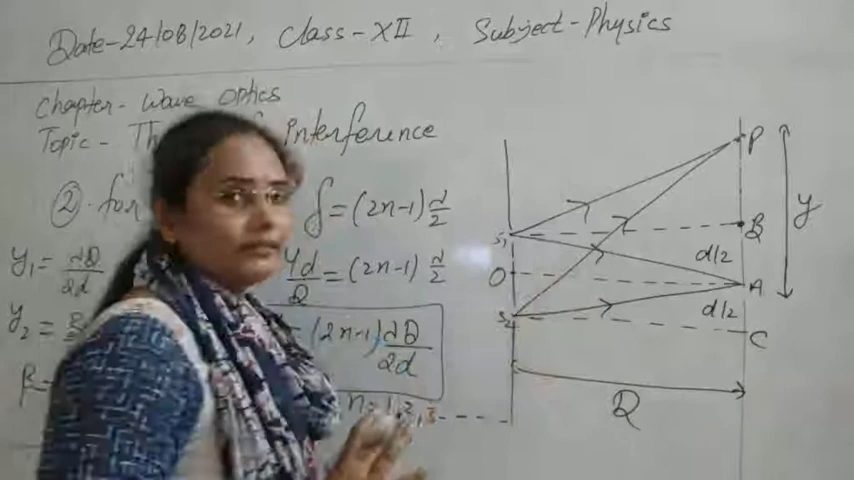 Date-24/08/2021, Class-XII, Subject-Physics
Chapter- Wave Optics
Topic- Interference
② for
δ=(2n-1)λ/2
y₁ = λD/2d
yd/D = (2n-1) λ/2
y₂ =
(2n-1)λD/2d
β=
n=1,2,3-----
P
B
y
S₁
d/2
O
A
d/2
S₂
C
D